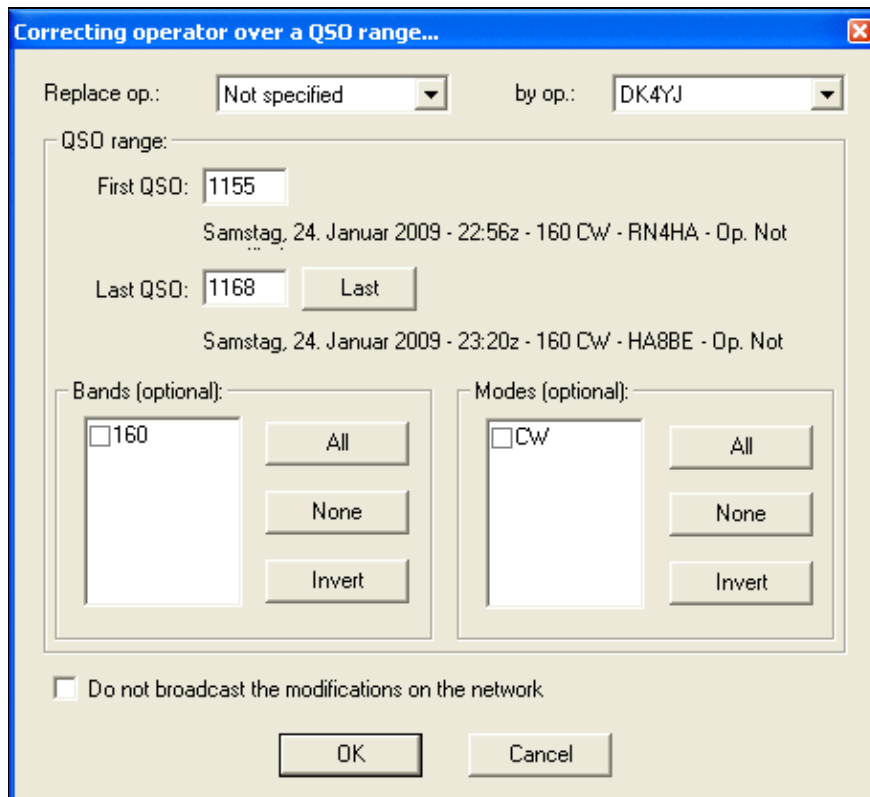 Correcting operator over a QSO range...
Replace op.: Not specified by op.: DK4YJ
QSO range:
First QSO: 1155
Samstag, 24. Januar 2009 - 22:56z - 160 CW - RN4HA - Op. Not
Last QSO: 1168 Last
Samstag, 24. Januar 2009 - 23:20z - 160 CW - HA8BE - Op. Not
Bands (optional): Modes (optional):
160 All CW All
None None
Invert Invert
Do not broadcast the modifications on the network
OK Cancel